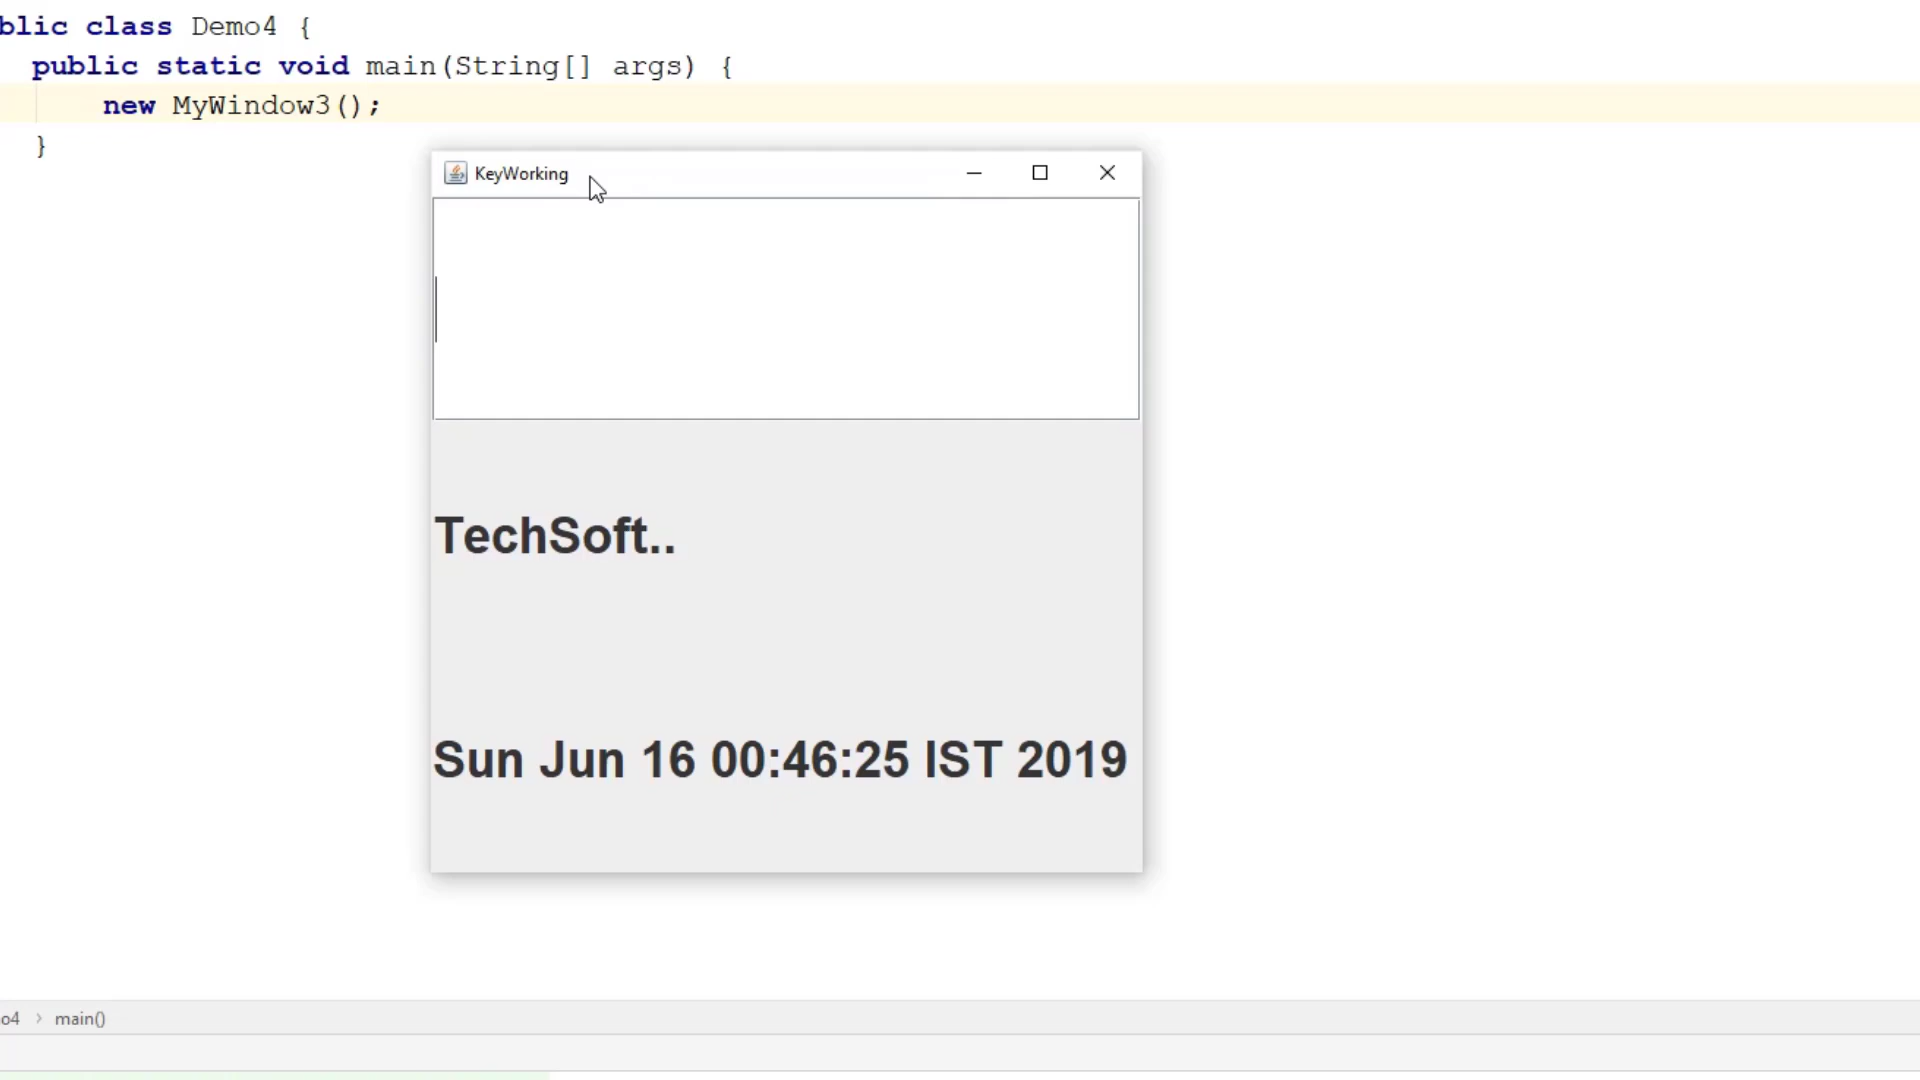 blic class Demo4 {
public static void main(String[] args) {
new MyWindow3();
}
KeyWorking
TechSoft..
Sun Jun 16 00:46:25 IST 2019
o4 > main()